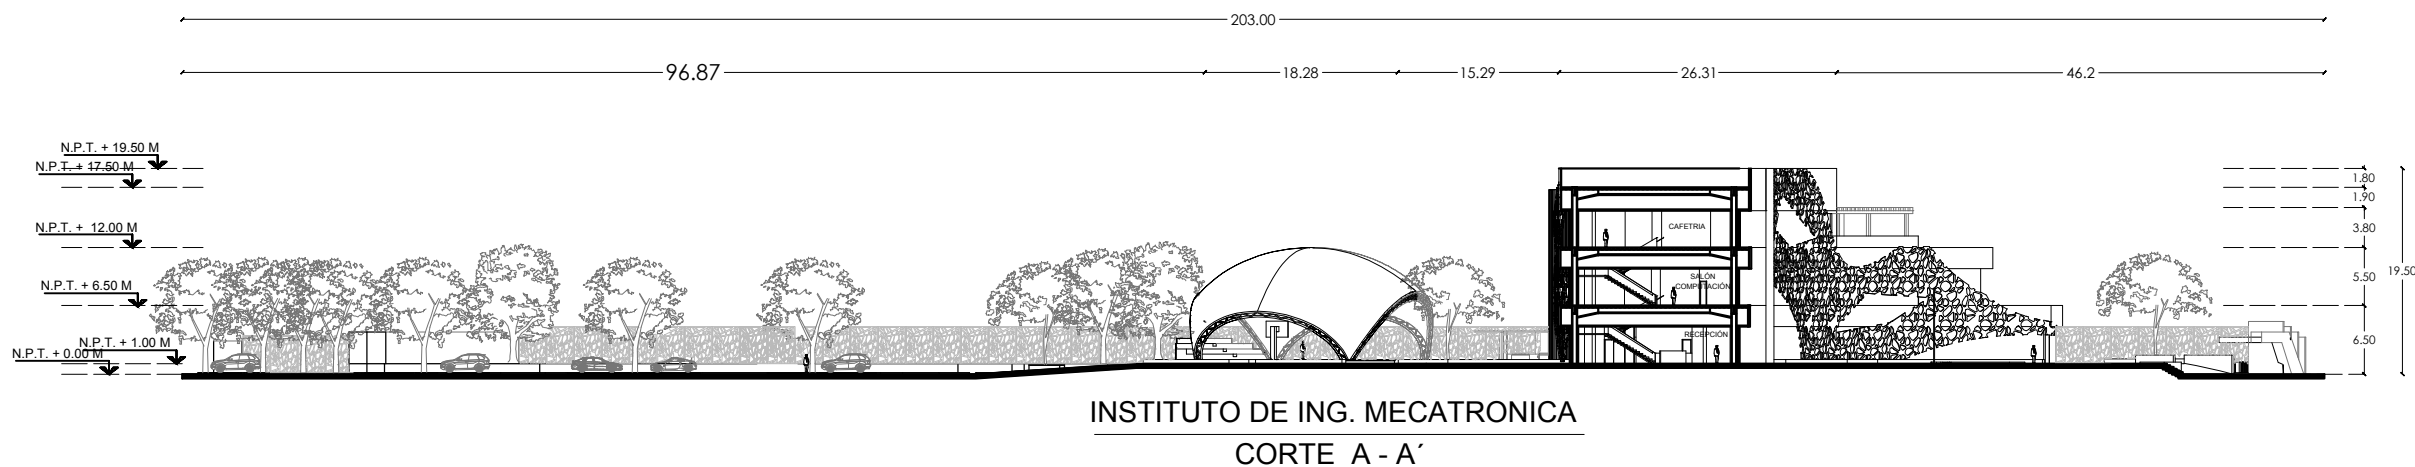 203.00
96.87
18.28
15.29
26.31
46.2
N.P.T. + 19.50 M
N.P.T. + 17.50 M
N.P.T. + 12.00 M
N.P.T. + 6.50 M
N.P.T. + 1.00 M
N.P.T. + 0.00 M
CAFETRIA
SALÓN
COMPUTACIÓN
RECEPCIÓN
1.80
1.90
3.80
5.50
6.50
19.50
INSTITUTO DE ING. MECATRONICA
CORTE A - A´